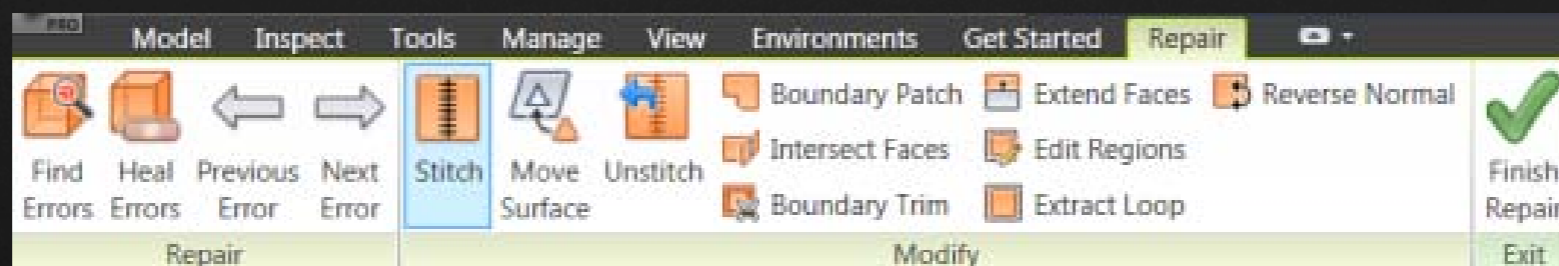 PRO
Model Inspect Tools Manage View Environments Get Started Repair
Find Errors
Heal Errors
Previous Error
Next Error
Stitch
Move Surface
Unstitch
Boundary Patch
Intersect Faces
Boundary Trim
Extend Faces
Edit Regions
Extract Loop
Reverse Normal
Finish Repair
Repair Modify Exit